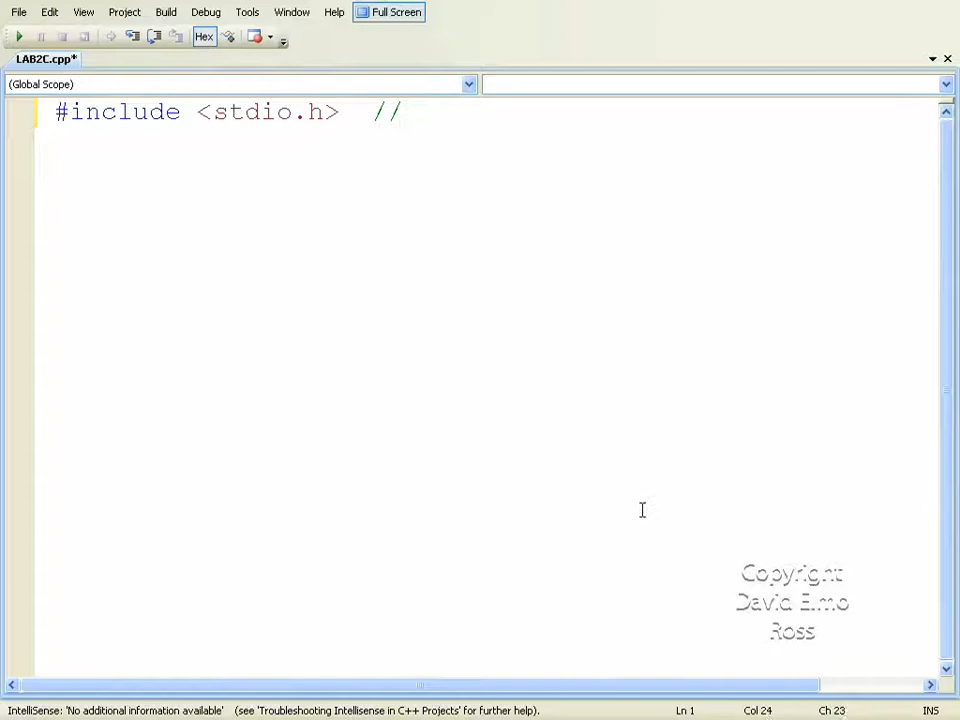 File Edit View Project Build Debug Tools Window Help Full Screen
Hex
LAB2C.cpp*
(Global Scope)
#include <stdio.h> //
Copyright
David Elmo
Ross
IntelliSense: 'No additional information available' (see 'Troubleshooting Intellisense in C++ Projects' for further help). Ln 1 Col 24 Ch 23 INS